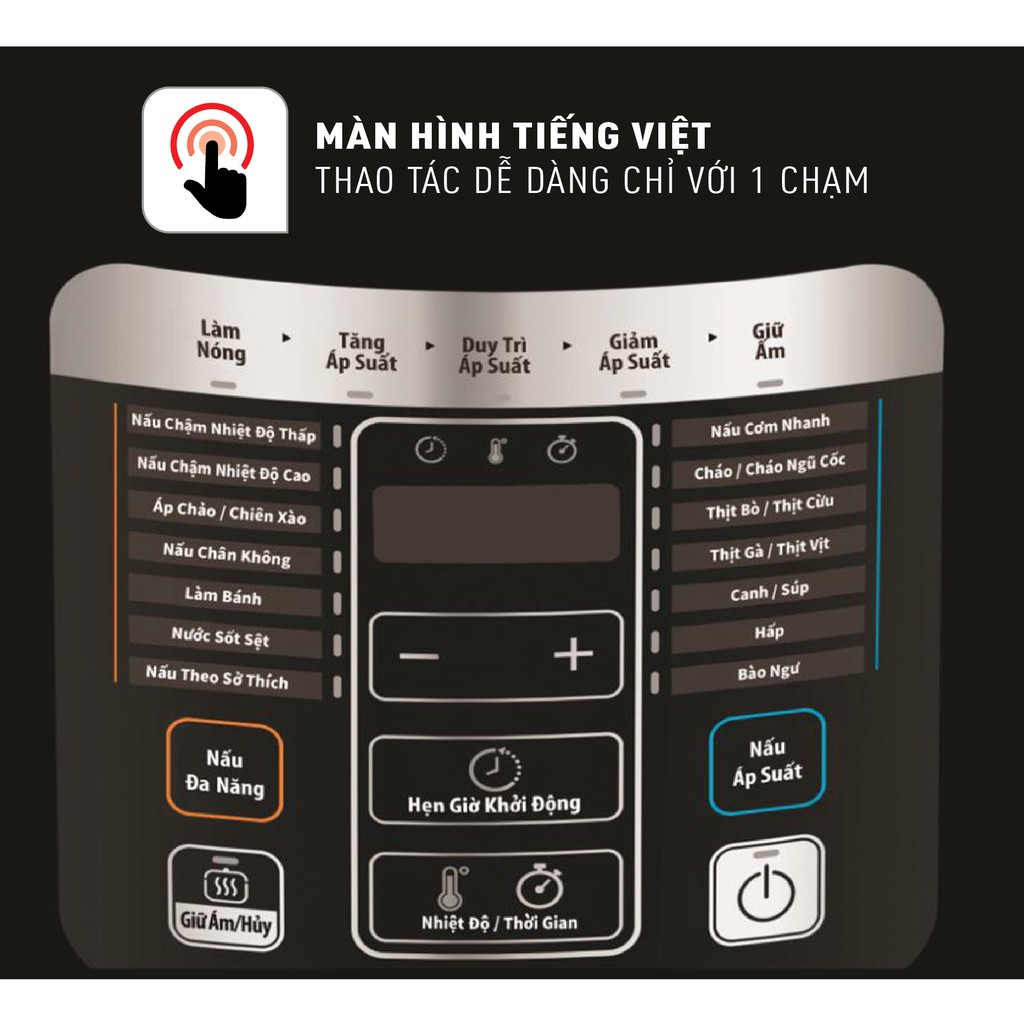 MÀN HÌNH TIẾNG VIỆT
THAO TÁC DỄ DÀNG CHỈ VỚI 1 CHẠM
Làm
Nóng
Tăng
Áp Suất
Duy Trì
Áp Suất
Giảm
Áp Suất
Giữ
Ấm
Nấu Chậm Nhiệt Độ Thấp
Nấu Chậm Nhiệt Độ Cao
Áp Chảo / Chiên Xào
Nấu Chân Không
Làm Bánh
Nước Sốt Sệt
Nấu Theo Sở Thích
Nấu Cơm Nhanh
Cháo / Cháo Ngũ Cốc
Thịt Bò / Thịt Cừu
Thịt Gà / Thịt Vịt
Canh / Súp
Hấp
Bào Ngư
− +
Nấu
Đa Năng
Hẹn Giờ Khởi Động
Nấu
Áp Suất
Giữ Ấm/Hủy
Nhiệt Độ / Thời Gian